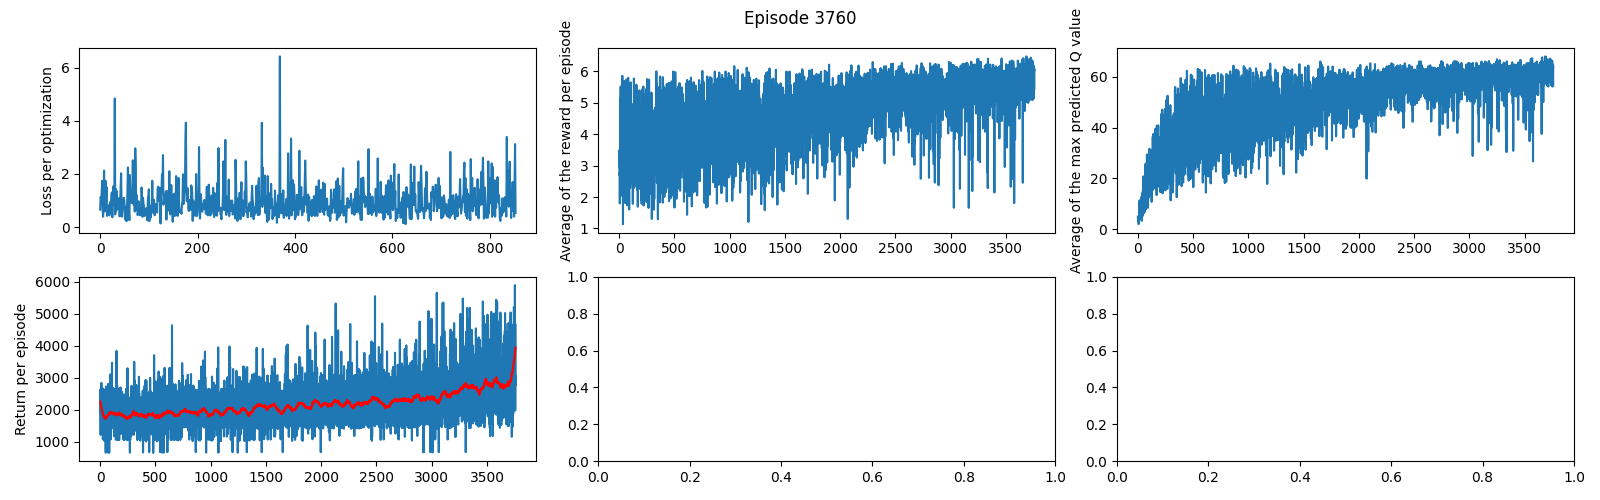 Episode 3760
Loss per optimization
6
4
2
0
0 200 400 600 800
Average of the reward per episode
6
5
4
3
2
1
0 500 1000 1500 2000 2500 3000 3500
Average of the max predicted Q value
60
40
20
0
0 500 1000 1500 2000 2500 3000 3500
Return per episode
6000
5000
4000
3000
2000
1000
0 500 1000 1500 2000 2500 3000 3500
1.0
0.8
0.6
0.4
0.2
0.0
0.0 0.2 0.4 0.6 0.8 1.0
1.0
0.8
0.6
0.4
0.2
0.0
0.0 0.2 0.4 0.6 0.8 1.0